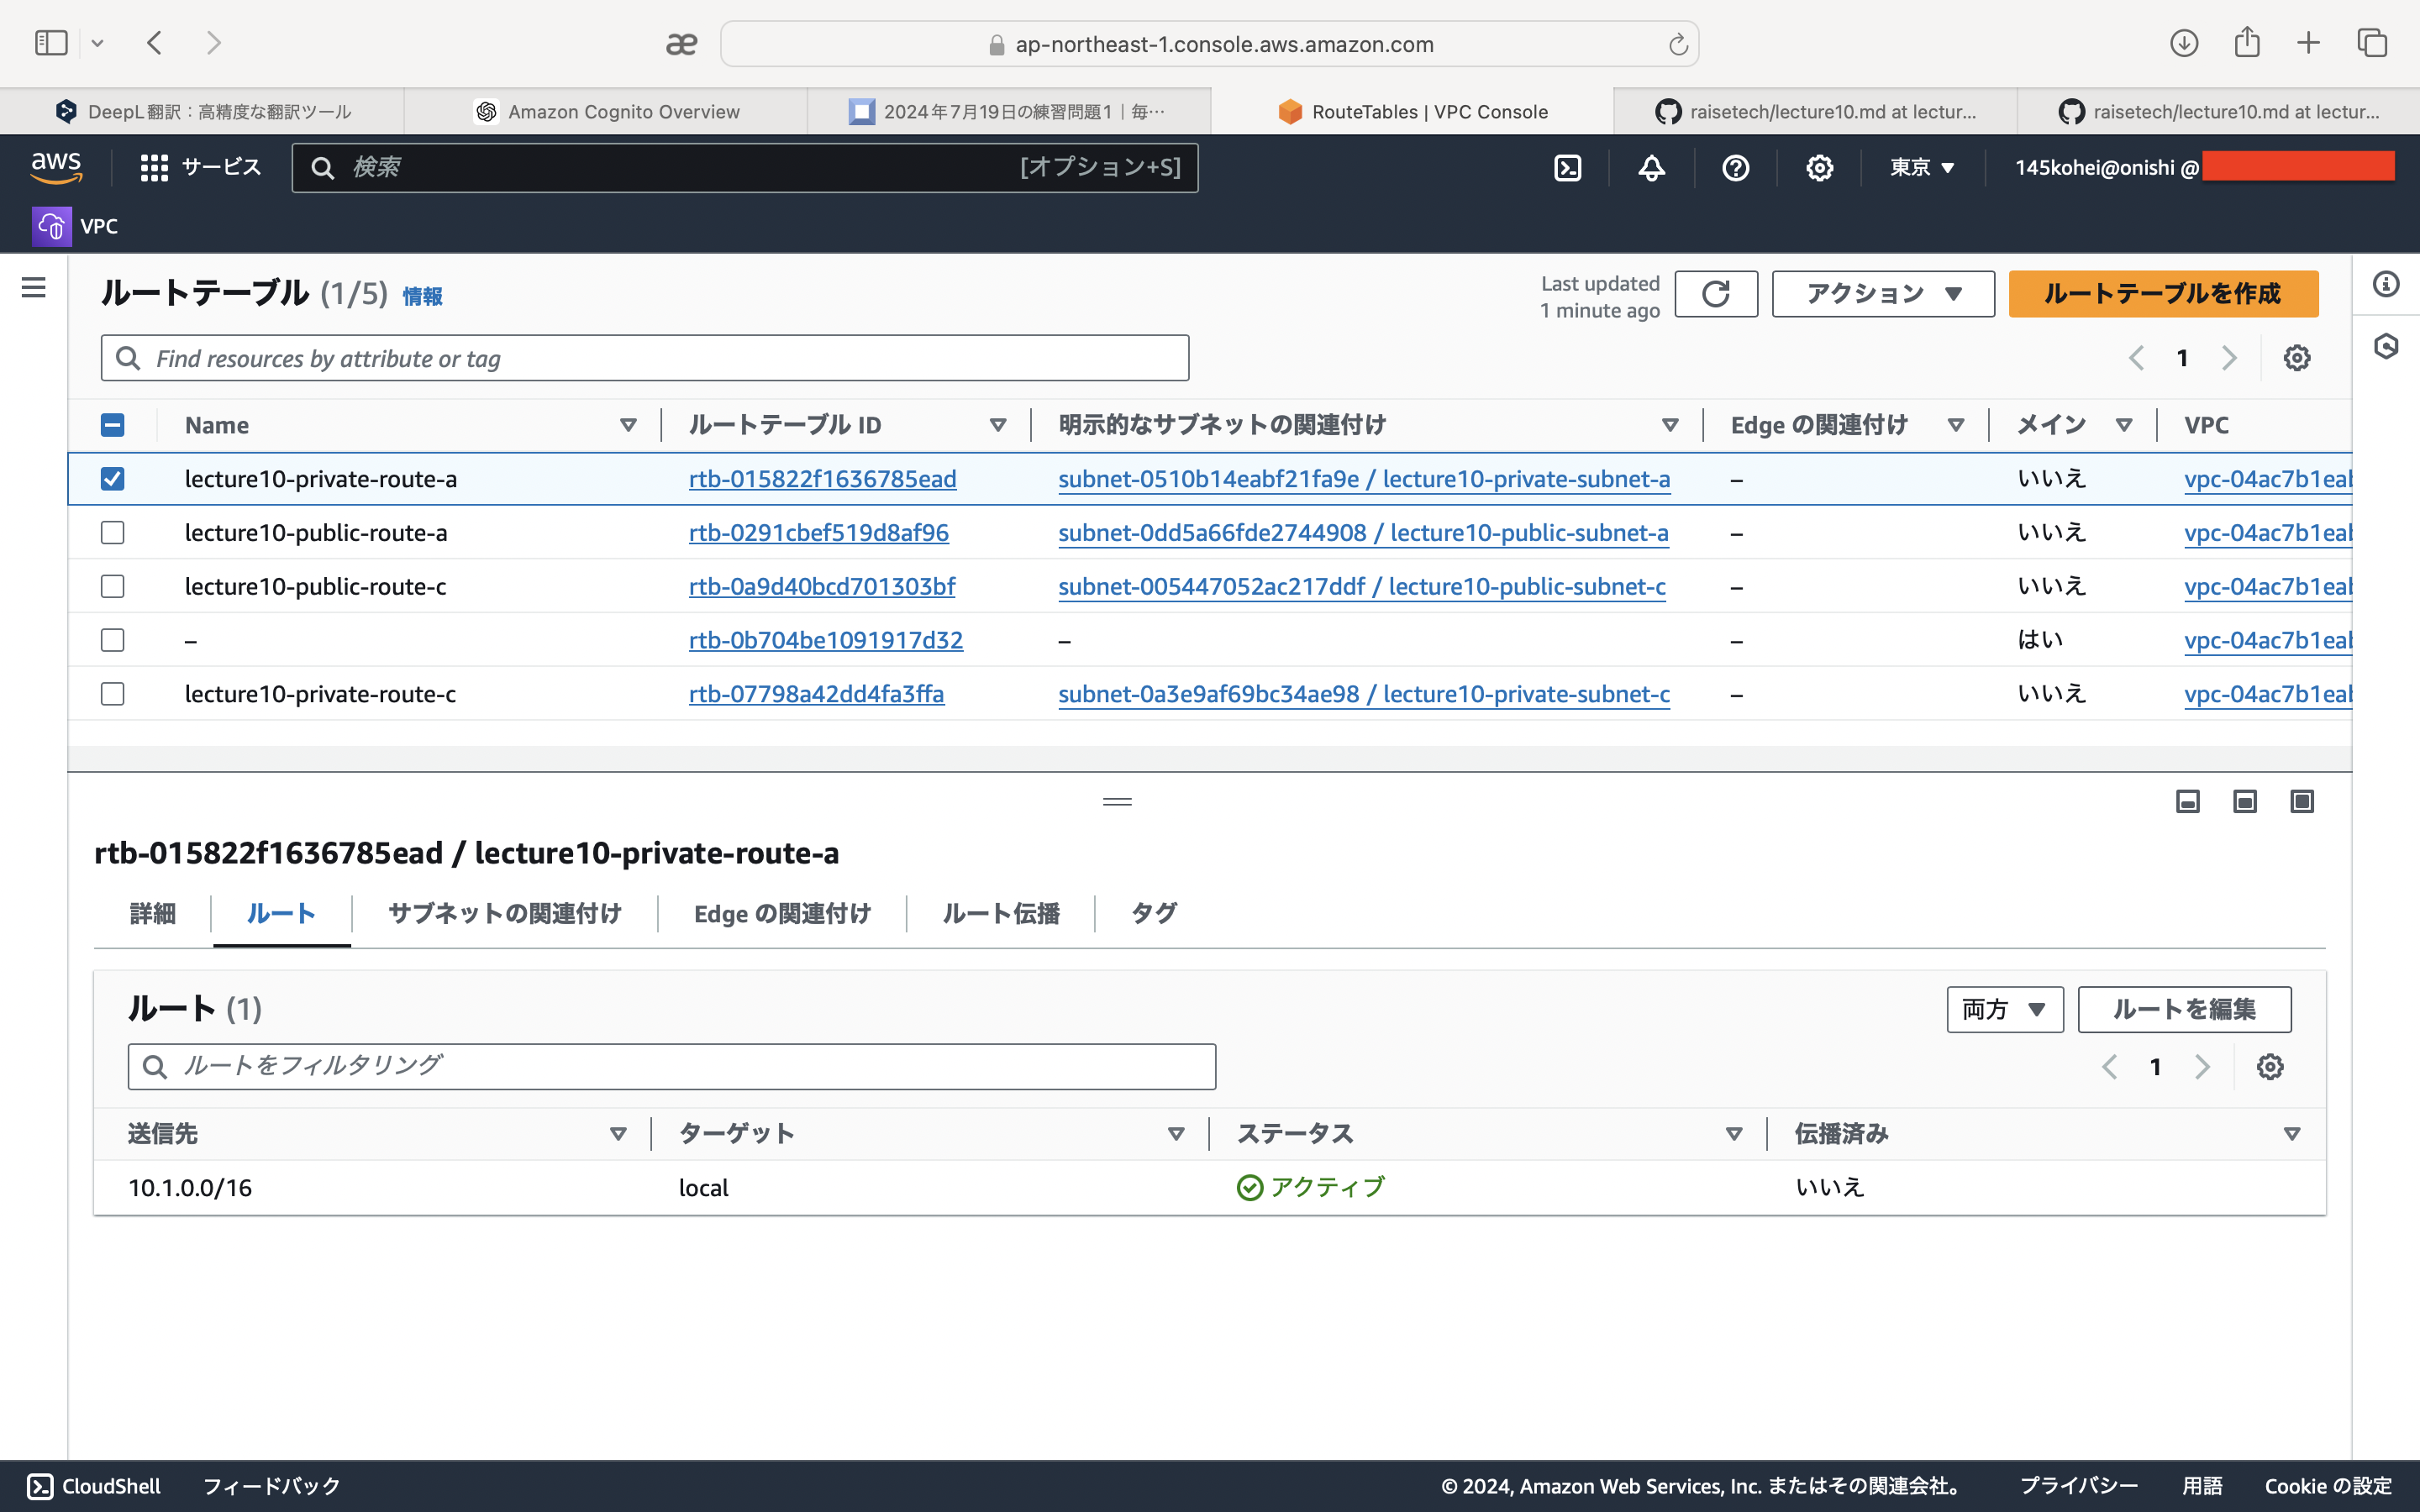 æ
ap-northeast-1.console.aws.amazon.com
DeepL 翻訳：高精度な翻訳ツール
Amazon Cognito Overview
2024年7月19日の練習問題1｜毎…
RouteTables | VPC Console
raisetech/lecture10.md at lectur...
raisetech/lecture10.md at lectur...
aws
サービス
検索
[オプション+S]
東京
145kohei@onishi @
VPC
ルートテーブル (1/5) 情報
Last updated
1 minute ago
アクション
ルートテーブルを作成
Find resources by attribute or tag
1
Name
ルートテーブル ID
明示的なサブネットの関連付け
Edge の関連付け
メイン
VPC
lecture10-private-route-a rtb-015822f1636785ead subnet-0510b14eabf21fa9e / lecture10-private-subnet-a – いいえ vpc-04ac7b1eab
lecture10-public-route-a rtb-0291cbef519d8af96 subnet-0dd5a66fde2744908 / lecture10-public-subnet-a – いいえ vpc-04ac7b1eab
lecture10-public-route-c rtb-0a9d40bcd701303bf subnet-005447052ac217ddf / lecture10-public-subnet-c – いいえ vpc-04ac7b1eab
– rtb-0b704be1091917d32 – – はい vpc-04ac7b1eab
lecture10-private-route-c rtb-07798a42dd4fa3ffa subnet-0a3e9af69bc34ae98 / lecture10-private-subnet-c – いいえ vpc-04ac7b1eab
rtb-015822f1636785ead / lecture10-private-route-a
詳細
ルート
サブネットの関連付け
Edge の関連付け
ルート伝播
タグ
ルート (1)
両方
ルートを編集
ルートをフィルタリング
1
送信先
ターゲット
ステータス
伝播済み
10.1.0.0/16
local
アクティブ
いいえ
CloudShell
フィードバック
© 2024, Amazon Web Services, Inc. またはその関連会社。
プライバシー
用語
Cookie の設定